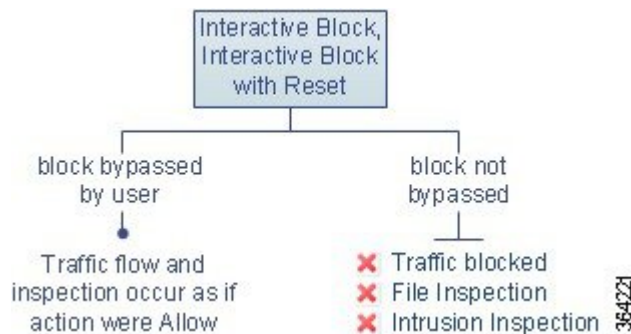 Interactive Block,
Interactive Block
with Reset
block bypassed
by user
block not
bypassed
Traffic flow and
inspection occur as if
action were Allow
Traffic blocked
File Inspection
Intrusion Inspection
364221